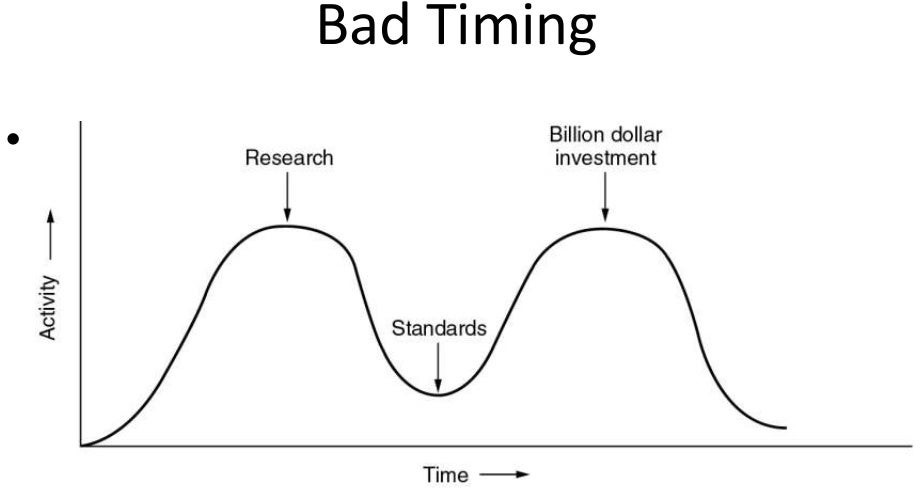 Bad Timing
•
Research
Billion dollar
investment
Activity
Standards
Time